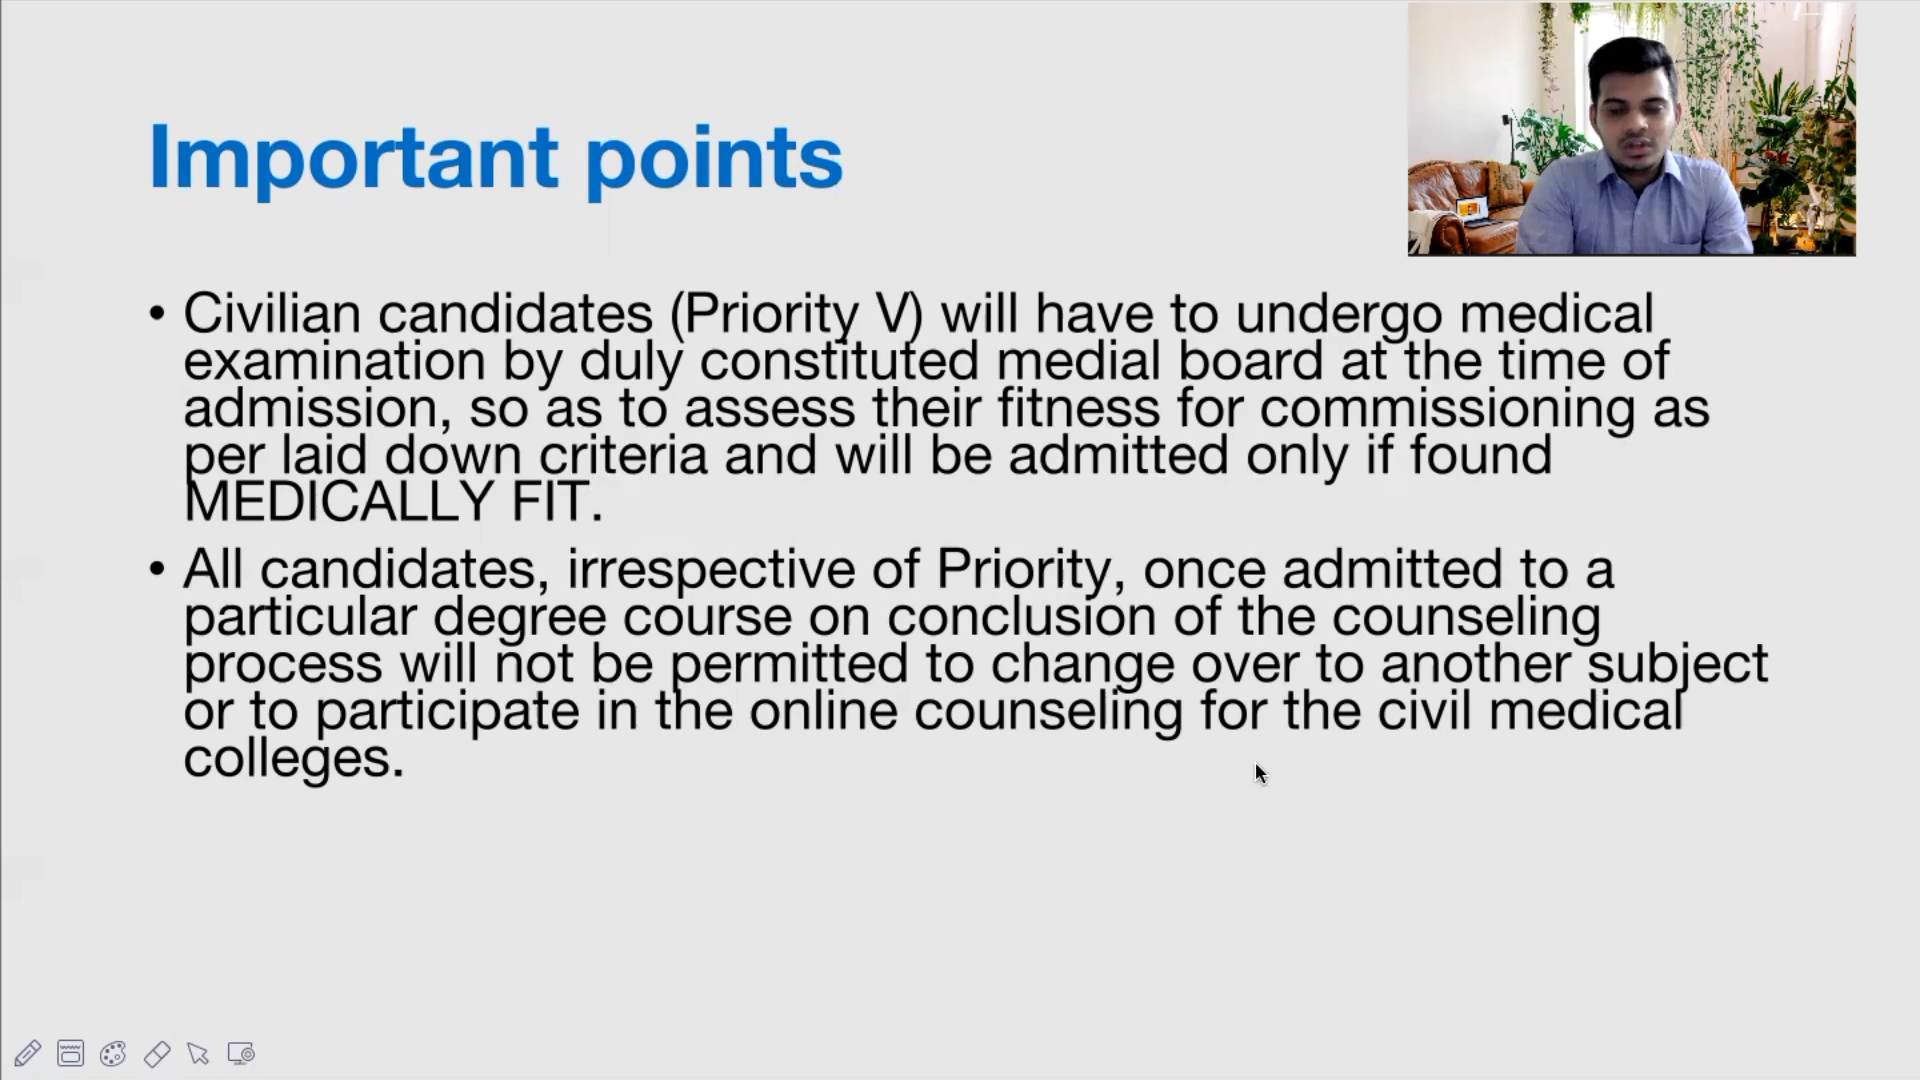 Important points
• Civilian candidates (Priority V) will have to undergo medical
examination by duly constituted medial board at the time of
admission, so as to assess their fitness for commissioning as
per laid down criteria and will be admitted only if found
MEDICALLY FIT.
• All candidates, irrespective of Priority, once admitted to a
particular degree course on conclusion of the counseling
process will not be permitted to change over to another subject
or to participate in the online counseling for the civil medical
colleges.